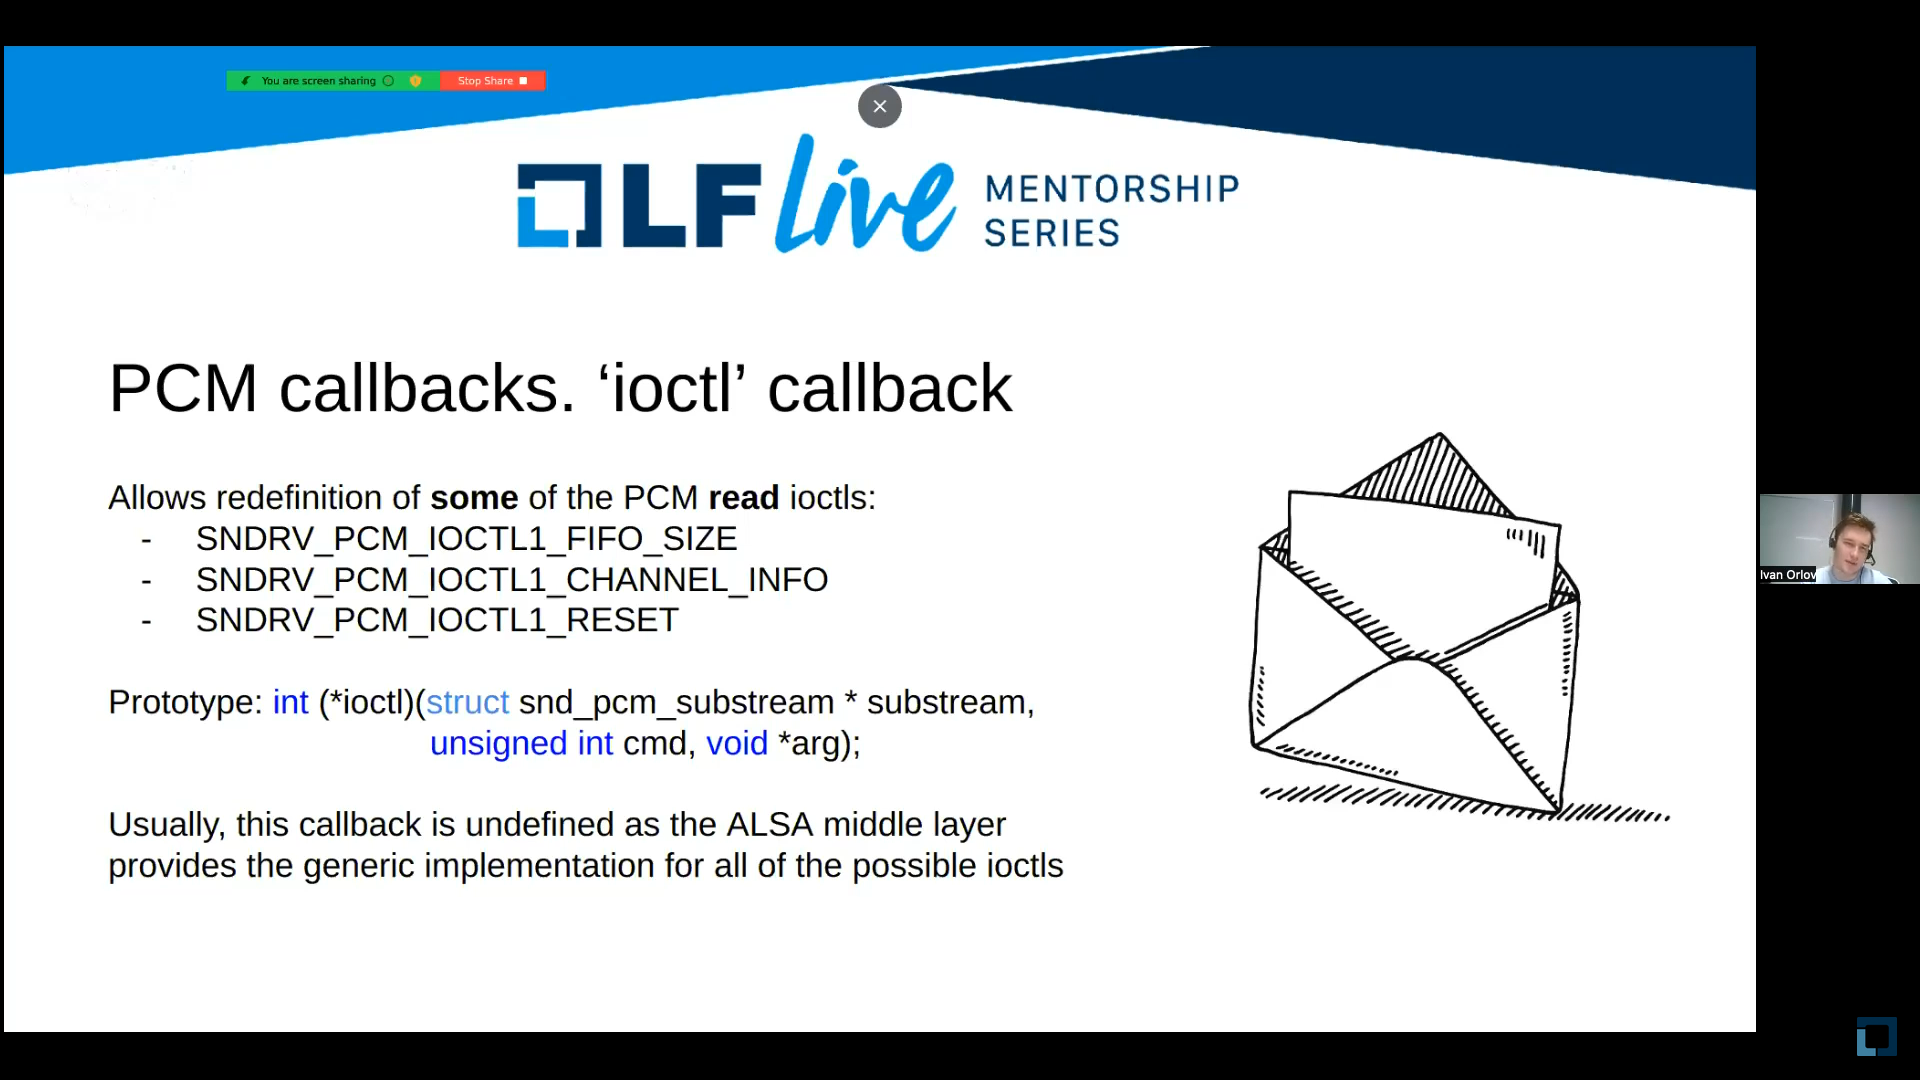 You are screen sharing
Stop Share
LF Live MENTORSHIP
SERIES
PCM callbacks. ‘ioctl’ callback
Allows redefinition of some of the PCM read ioctls:
- SNDRV_PCM_IOCTL1_FIFO_SIZE
- SNDRV_PCM_IOCTL1_CHANNEL_INFO
- SNDRV_PCM_IOCTL1_RESET
Prototype: int (*ioctl)(struct snd_pcm_substream * substream,
unsigned int cmd, void *arg);
Usually, this callback is undefined as the ALSA middle layer
provides the generic implementation for all of the possible ioctls
Ivan Orlov